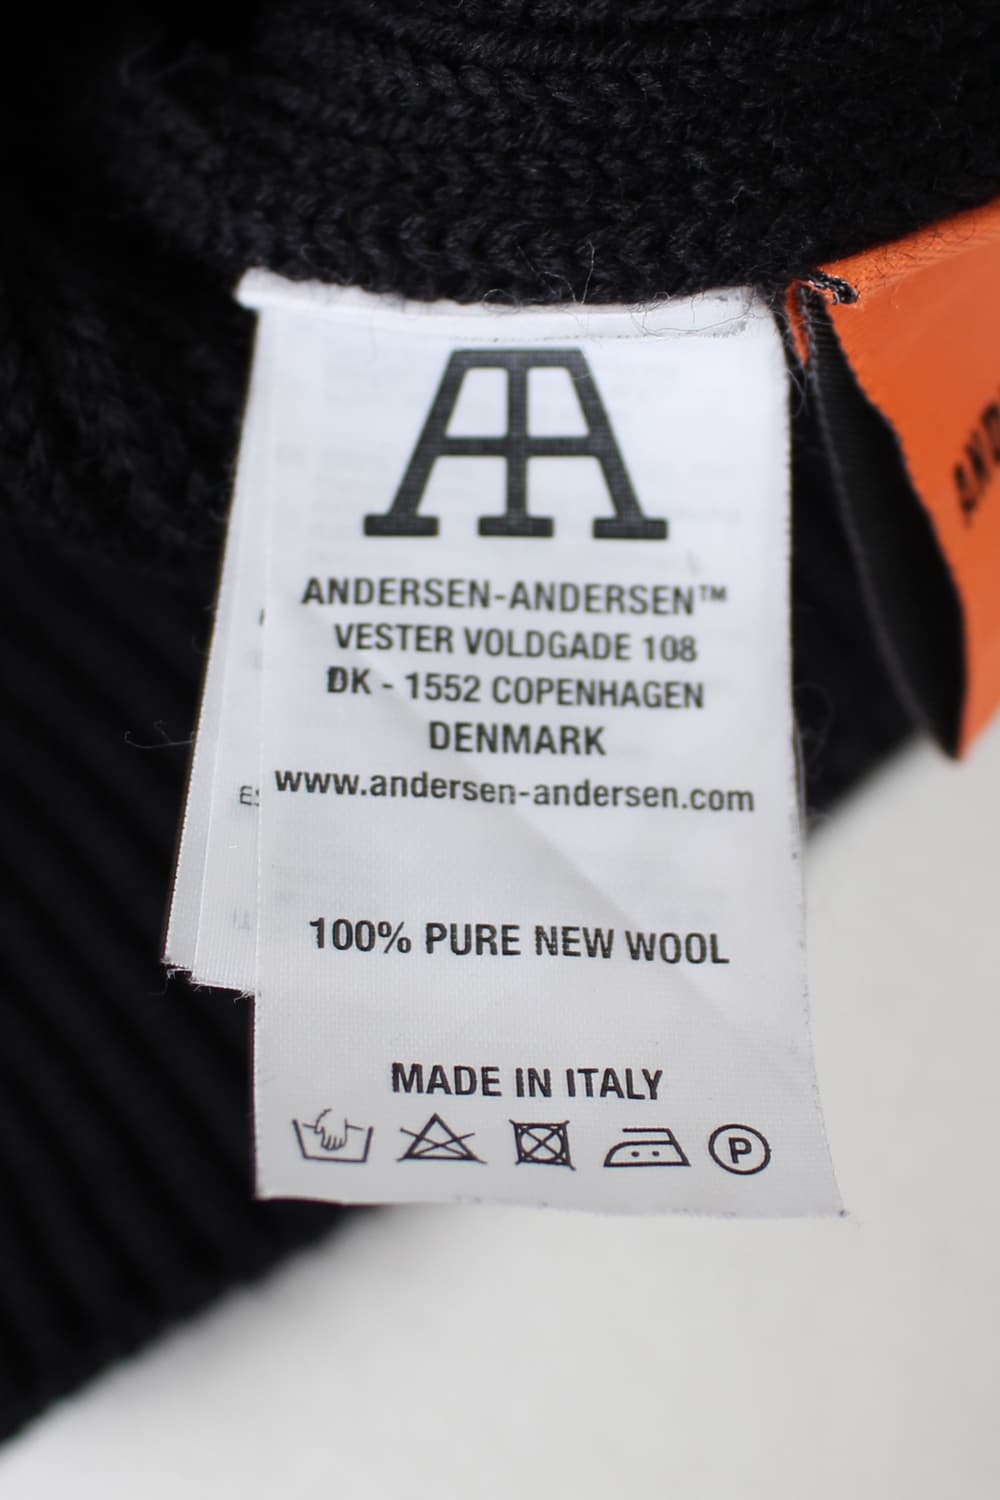 ANDERSEN-ANDERSEN™
VESTER VOLDGADE 108
DK - 1552 COPENHAGEN
DENMARK
www.andersen-andersen.com
100% PURE NEW WOOL
MADE IN ITALY
P